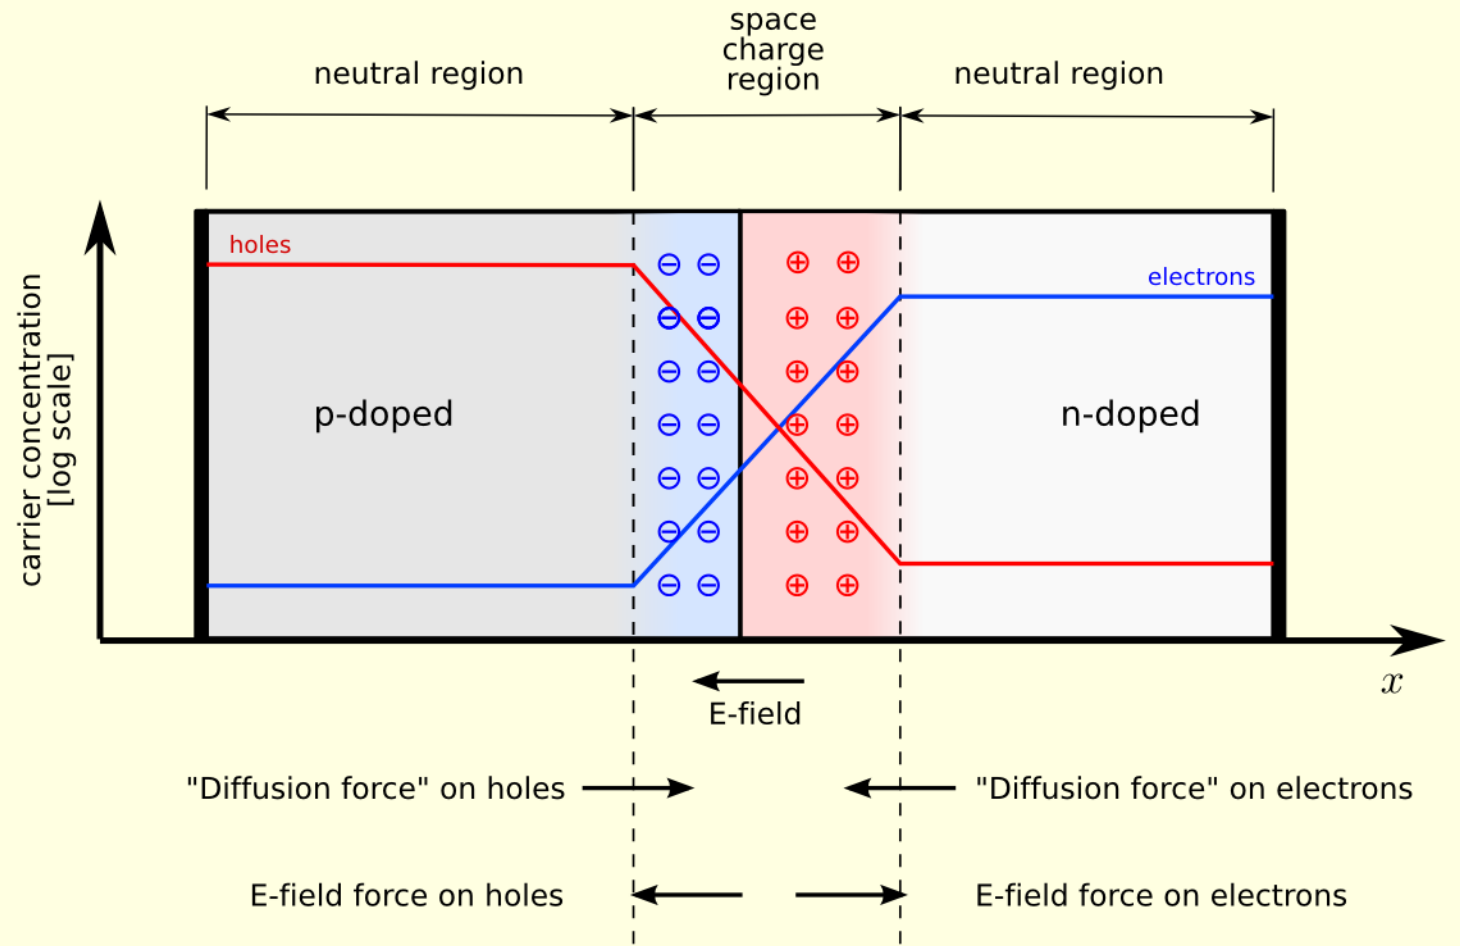 space
charge
region
neutral region
neutral region
holes
electrons
carrier concentration
[log scale]
p-doped
n-doped
x
E-field
"Diffusion force" on holes
"Diffusion force" on electrons
E-field force on holes
E-field force on electrons